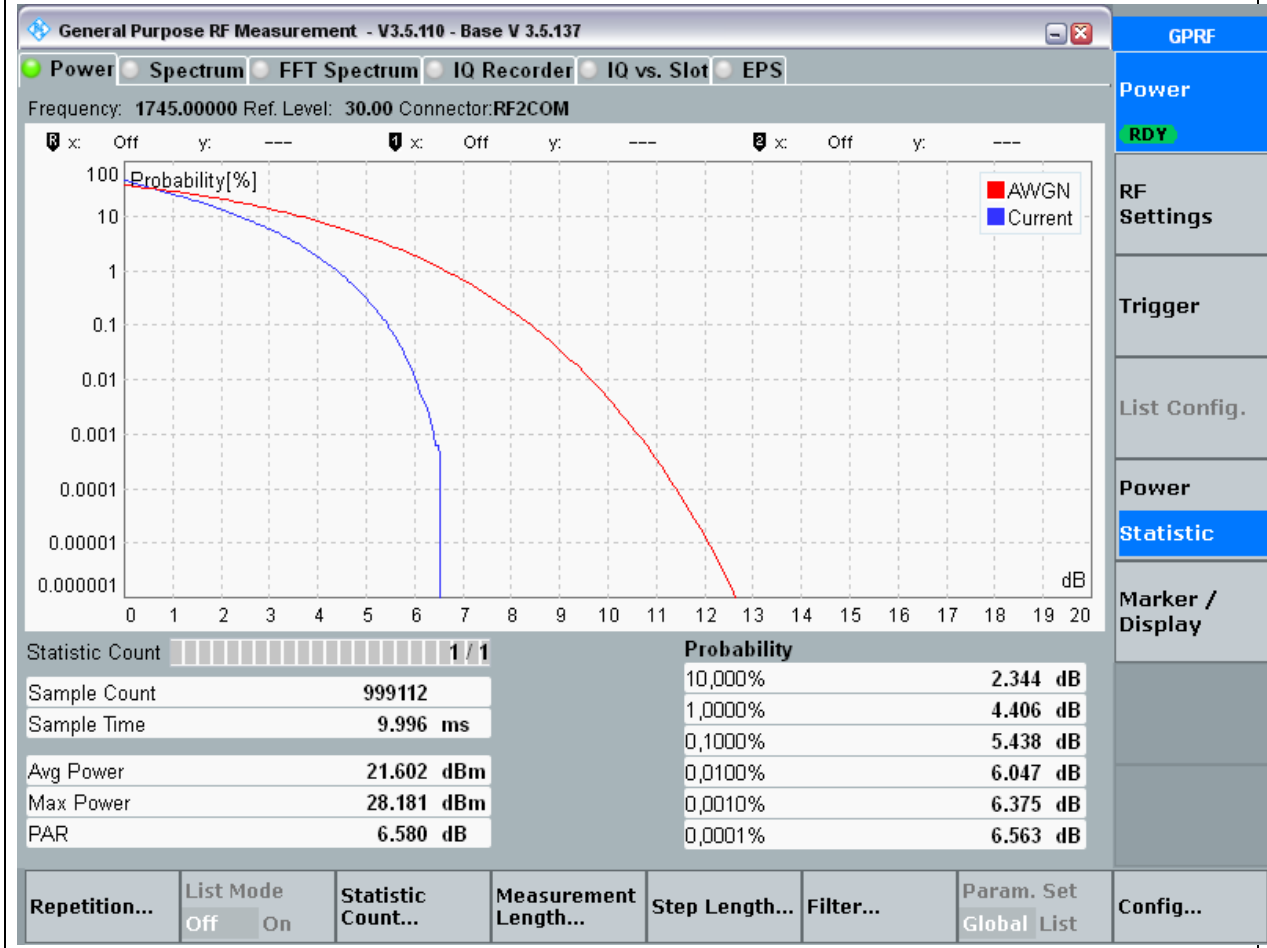 General Purpose RF Measurement - V3.5.110 - Base V 3.5.137
GPRF
Power Spectrum FFT Spectrum IQ Recorder IQ vs. Slot EPS
Frequency: 1745.00000 Ref. Level: 30.00 Connector:RF2COM
R x: Off y: --- 1 x: Off y: --- 2 x: Off y: ---
Probability[%]
AWGN
Current
100
10
1
0.1
0.01
0.001
0.0001
0.00001
0.000001
dB
0 1 2 3 4 5 6 7 8 9 10 11 12 13 14 15 16 17 18 19 20
Statistic Count 1 / 1
Sample Count 999112
Sample Time 9.996 ms
Avg Power 21.602 dBm
Max Power 28.181 dBm
PAR 6.580 dB
Probability
10,000% 2.344 dB
1,0000% 4.406 dB
0,1000% 5.438 dB
0,0100% 6.047 dB
0,0010% 6.375 dB
0,0001% 6.563 dB
Power
RDY
RF
Settings
Trigger
List Config.
Power
Statistic
Marker /
Display
Repetition...
List Mode
Off On
Statistic
Count...
Measurement
Length...
Step Length...
Filter...
Param. Set
Global List
Config...